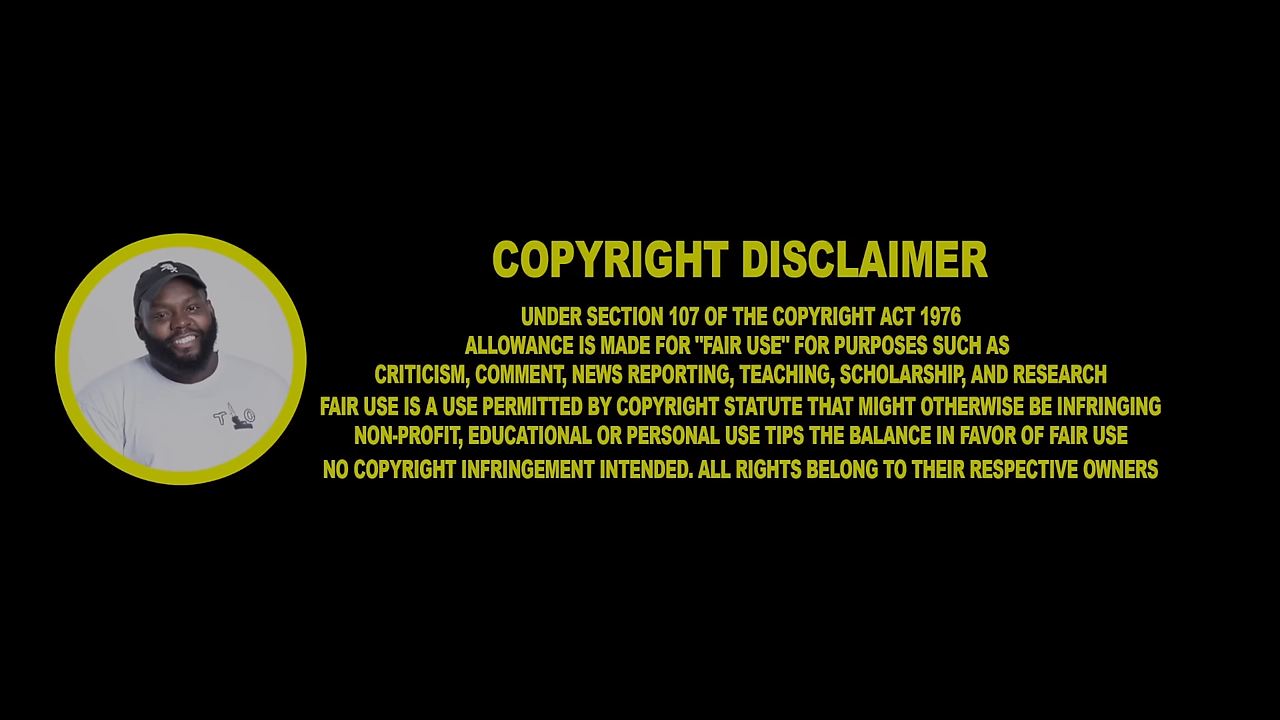 COPYRIGHT DISCLAIMER
UNDER SECTION 107 OF THE COPYRIGHT ACT 1976
ALLOWANCE IS MADE FOR "FAIR USE" FOR PURPOSES SUCH AS
CRITICISM, COMMENT, NEWS REPORTING, TEACHING, SCHOLARSHIP, AND RESEARCH
FAIR USE IS A USE PERMITTED BY COPYRIGHT STATUTE THAT MIGHT OTHERWISE BE INFRINGING
NON-PROFIT, EDUCATIONAL OR PERSONAL USE TIPS THE BALANCE IN FAVOR OF FAIR USE
NO COPYRIGHT INFRINGEMENT INTENDED. ALL RIGHTS BELONG TO THEIR RESPECTIVE OWNERS